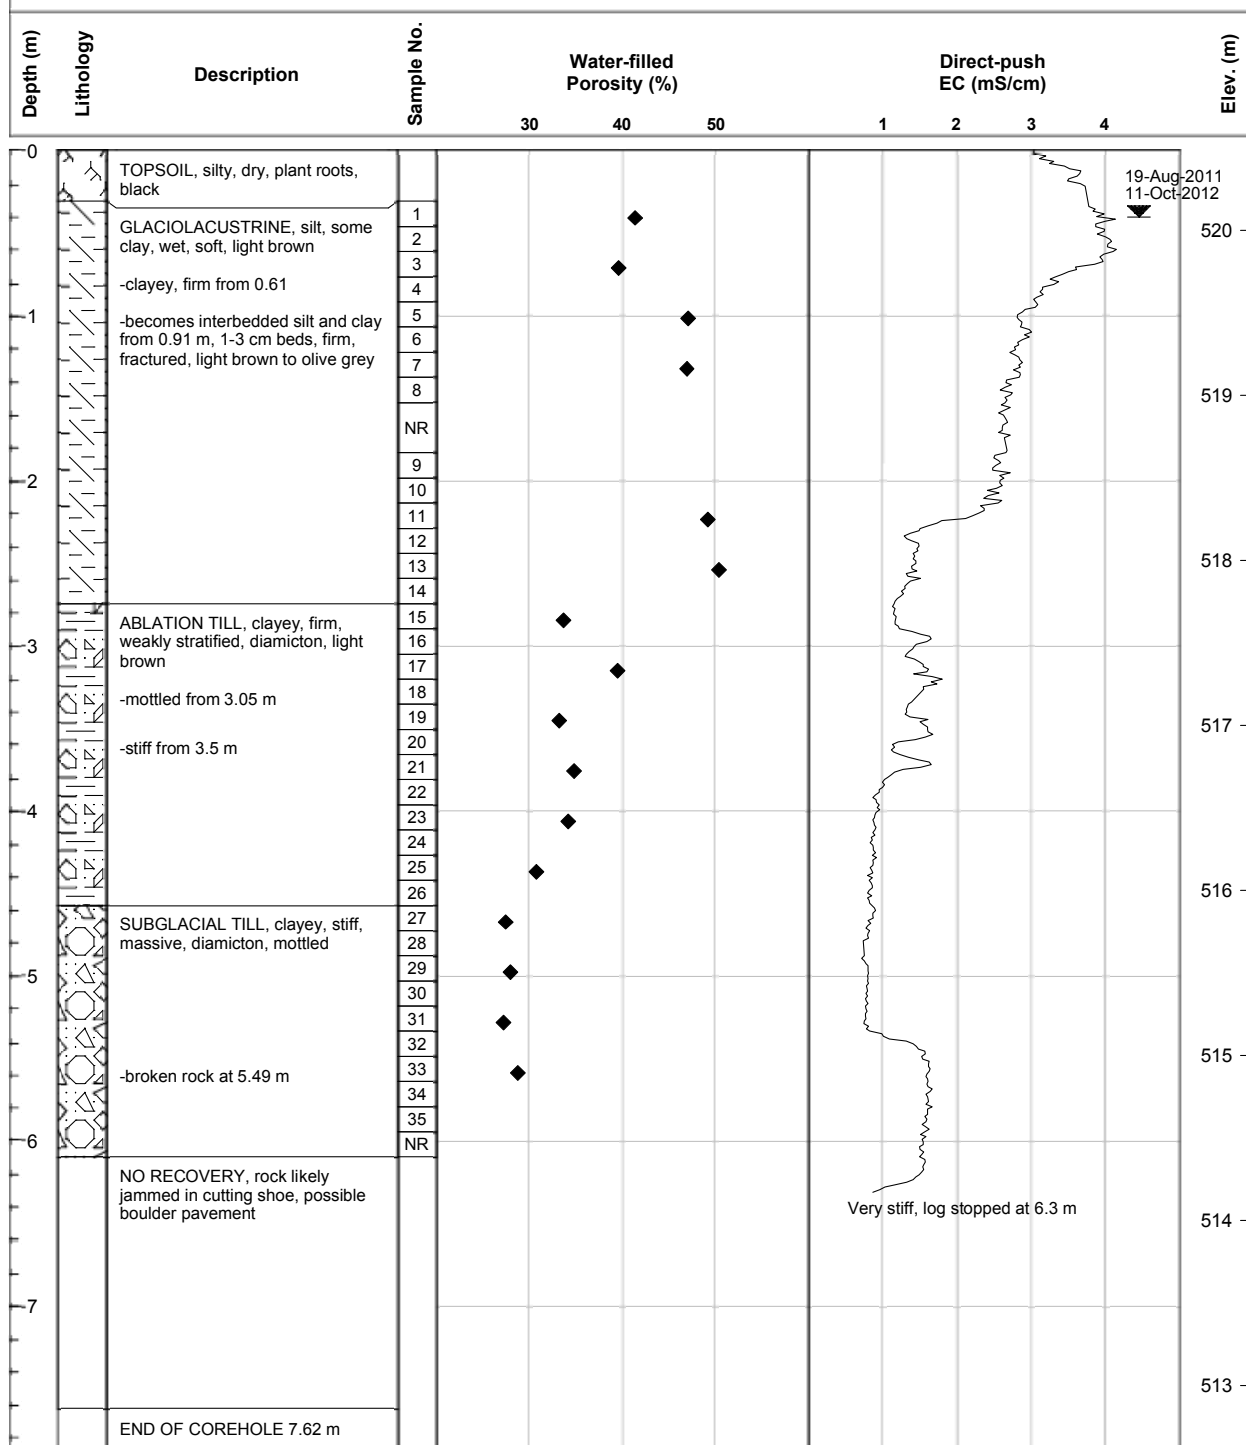 Depth (m)
Lithology
Description
Sample No.
Water-filled
Porosity (%)
30 40 50
Direct-push
EC (mS/cm)
1 2 3 4
Elev. (m)
0
1
2
3
4
5
6
7
TOPSOIL, silty, dry, plant roots,
black
GLACIOLACUSTRINE, silt, some
clay, wet, soft, light brown
-clayey, firm from 0.61
-becomes interbedded silt and clay
from 0.91 m, 1-3 cm beds, firm,
fractured, light brown to olive grey
ABLATION TILL, clayey, firm,
weakly stratified, diamicton, light
brown
-mottled from 3.05 m
-stiff from 3.5 m
SUBGLACIAL TILL, clayey, stiff,
massive, diamicton, mottled
-broken rock at 5.49 m
NO RECOVERY, rock likely
jammed in cutting shoe, possible
boulder pavement
END OF COREHOLE 7.62 m
1
2
3
4
5
6
7
8
NR
9
10
11
12
13
14
15
16
17
18
19
20
21
22
23
24
25
26
27
28
29
30
31
32
33
34
35
NR
19-Aug-2011
11-Oct-2012
Very stiff, log stopped at 6.3 m
520
519
518
517
516
515
514
513